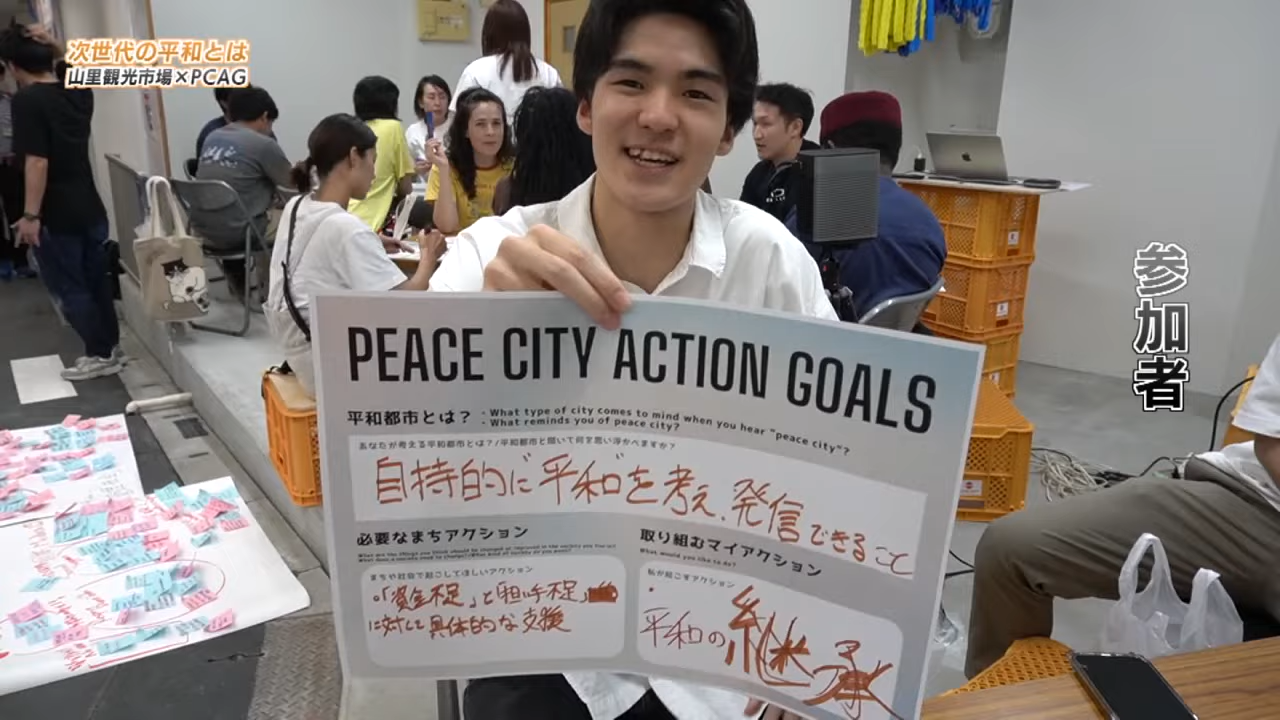 次世代の平和とは
山里観光市場×PCAG
参加者
PEACE CITY ACTION GOALS
平和都市とは？
・What type of city comes to mind when you hear "peace city"?
・What reminds you of peace city?
あなたが考える平和都市とは？/平和都市と聞いて何を思い浮かべますか？
自持的に平和を考え、発信できること
必要なまちアクション
まちや社会で起こしてほしいアクション
「資金不足」と「担い手不足」
に対して具体的な支援
取り組むマイアクション
What would you like to do?
私が起こすアクション
平和の継承